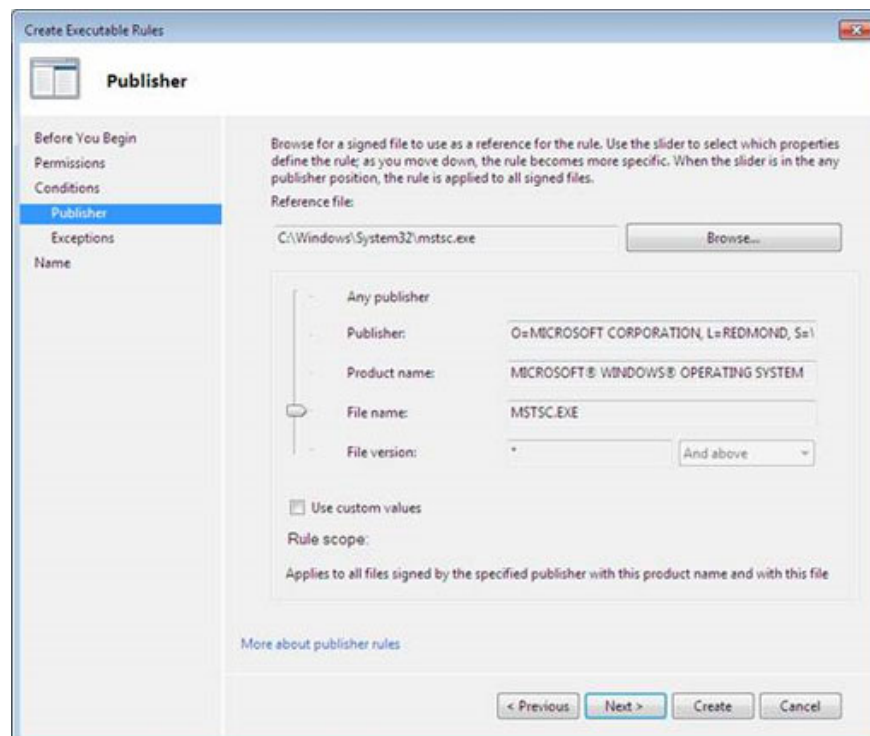 Create Executable Rules
Publisher
Before You Begin
Permissions
Conditions
Publisher
Exceptions
Name
Browse for a signed file to use as a reference for the rule. Use the slider to select which properties
define the rule; as you move down, the rule becomes more specific. When the slider is in the any
publisher position, the rule is applied to all signed files.
Reference file:
C:\Windows\System32\mstsc.exe
Browse...
Any publisher
Publisher:
O=MICROSOFT CORPORATION, L=REDMOND, S=\
Product name:
MICROSOFT® WINDOWS® OPERATING SYSTEM
File name:
MSTSC.EXE
File version:
*
And above
Use custom values
Rule scope:
Applies to all files signed by the specified publisher with this product name and with this file
More about publisher rules
< Previous
Next >
Create
Cancel